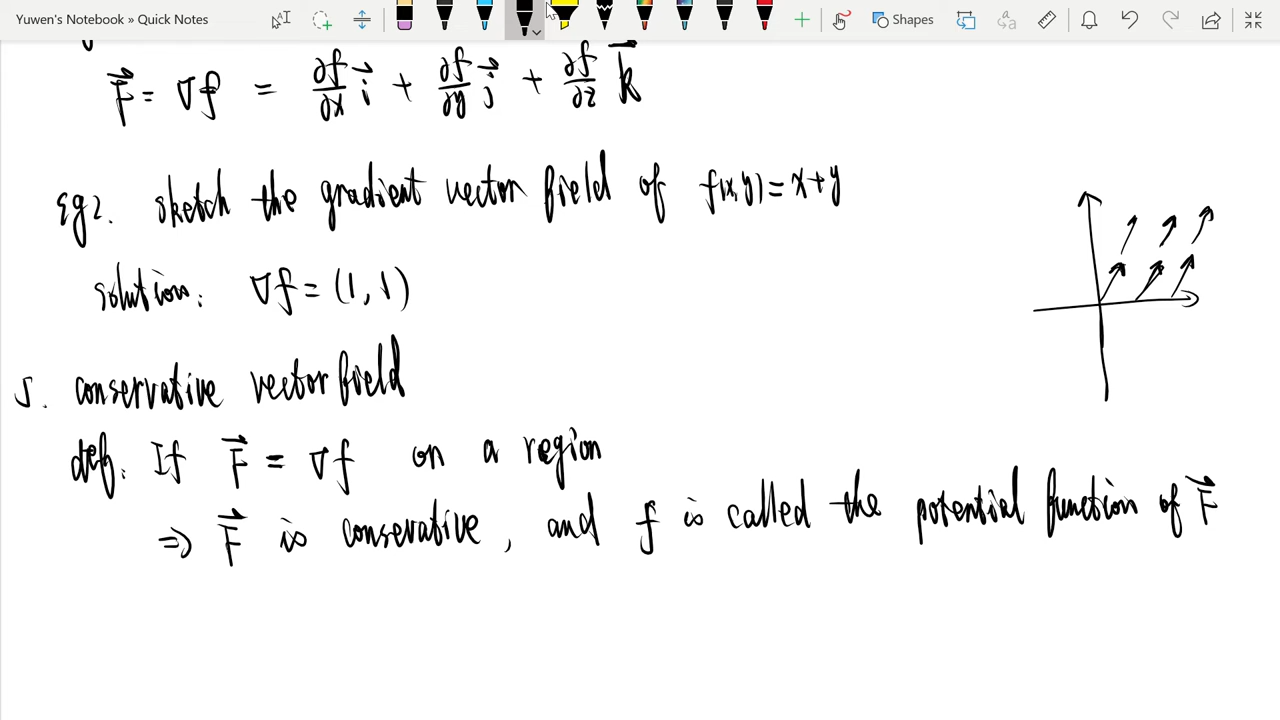 Yuwen's Notebook » Quick Notes
Shapes
F⃗ = ∇f = ∂f/∂x i⃗ + ∂f/∂y j⃗ + ∂f/∂z k⃗
Eg2. sketch the gradient vector field of f(x,y)=x+y
solution: ∇f = (1, 1)
5. conservative vector field
def: If F⃗ = ∇f on a region
⇒ F⃗ is conservative, and f is called the potential function of F⃗